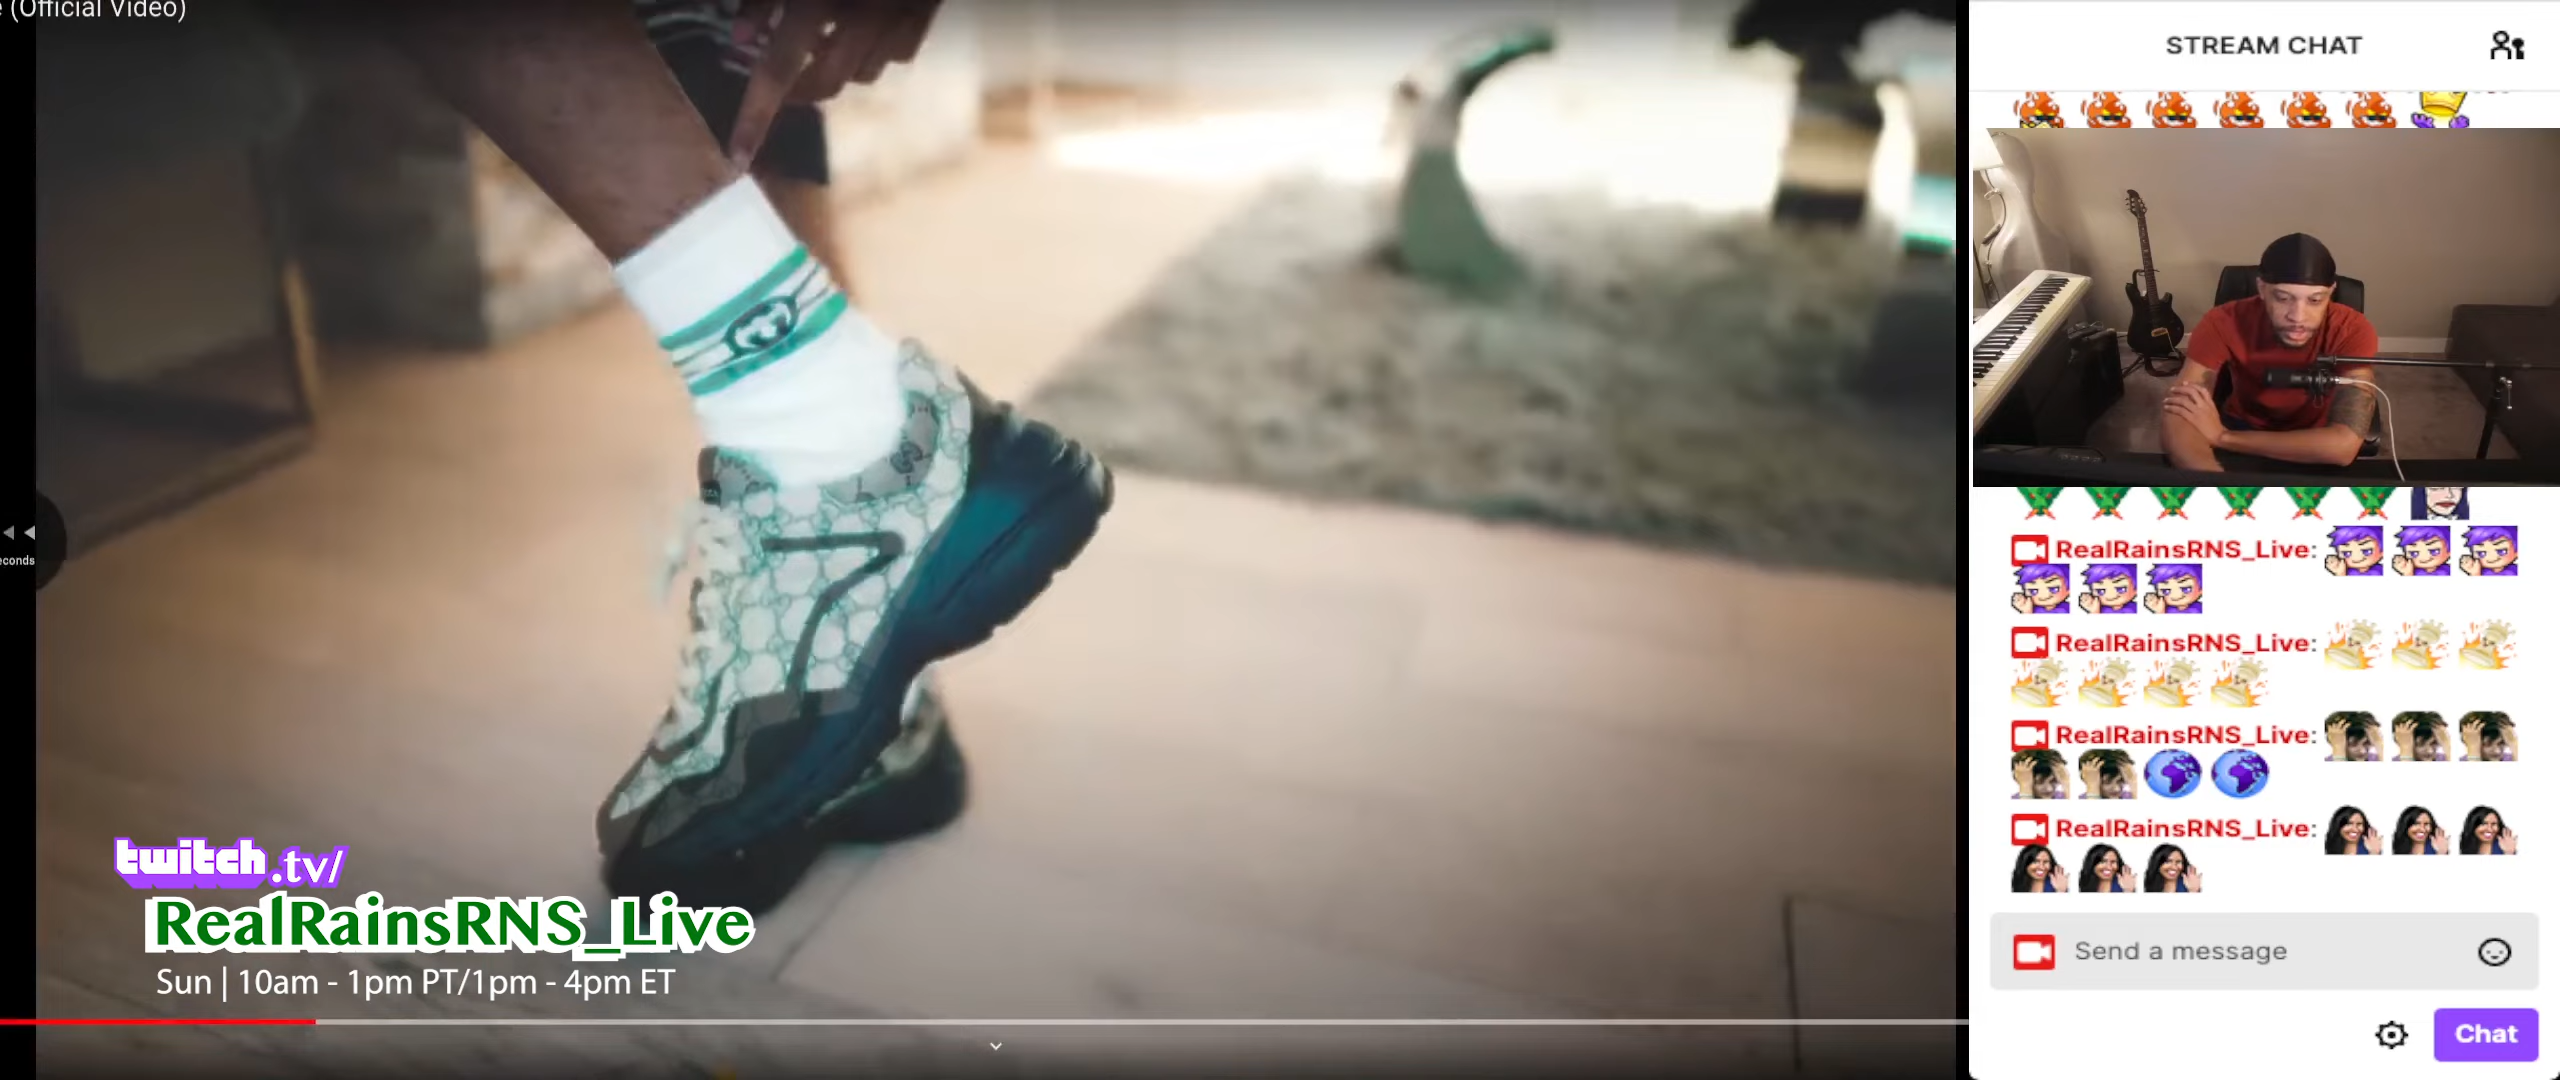 (Official Video)
STREAM CHAT
RealRainsRNS_Live:
RealRainsRNS_Live:
RealRainsRNS_Live:
RealRainsRNS_Live:
Send a message
Chat
twitch.tv/
RealRainsRNS_Live
Sun | 10am - 1pm PT/1pm - 4pm ET